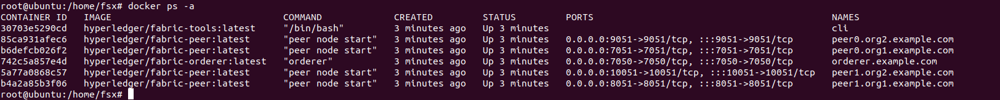 root@ubuntu:/home/fsx# docker ps -a
CONTAINER ID   IMAGE                               COMMAND             CREATED         STATUS         PORTS                                           NAMES
30703e5290cd   hyperledger/fabric-tools:latest     "/bin/bash"         3 minutes ago   Up 3 minutes                                                   cli
85ca931afec6   hyperledger/fabric-peer:latest      "peer node start"   3 minutes ago   Up 3 minutes   0.0.0.0:9051->9051/tcp, :::9051->9051/tcp       peer0.org2.example.com
b6defcb026f2   hyperledger/fabric-peer:latest      "peer node start"   3 minutes ago   Up 3 minutes   0.0.0.0:7051->7051/tcp, :::7051->7051/tcp       peer0.org1.example.com
742c5a857e4d   hyperledger/fabric-orderer:latest   "orderer"           3 minutes ago   Up 3 minutes   0.0.0.0:7050->7050/tcp, :::7050->7050/tcp       orderer.example.com
5a77a0868c57   hyperledger/fabric-peer:latest      "peer node start"   3 minutes ago   Up 3 minutes   0.0.0.0:10051->10051/tcp, :::10051->10051/tcp   peer1.org2.example.com
b4a2a85b3f06   hyperledger/fabric-peer:latest      "peer node start"   3 minutes ago   Up 3 minutes   0.0.0.0:8051->8051/tcp, :::8051->8051/tcp       peer1.org1.example.com
root@ubuntu:/home/fsx#